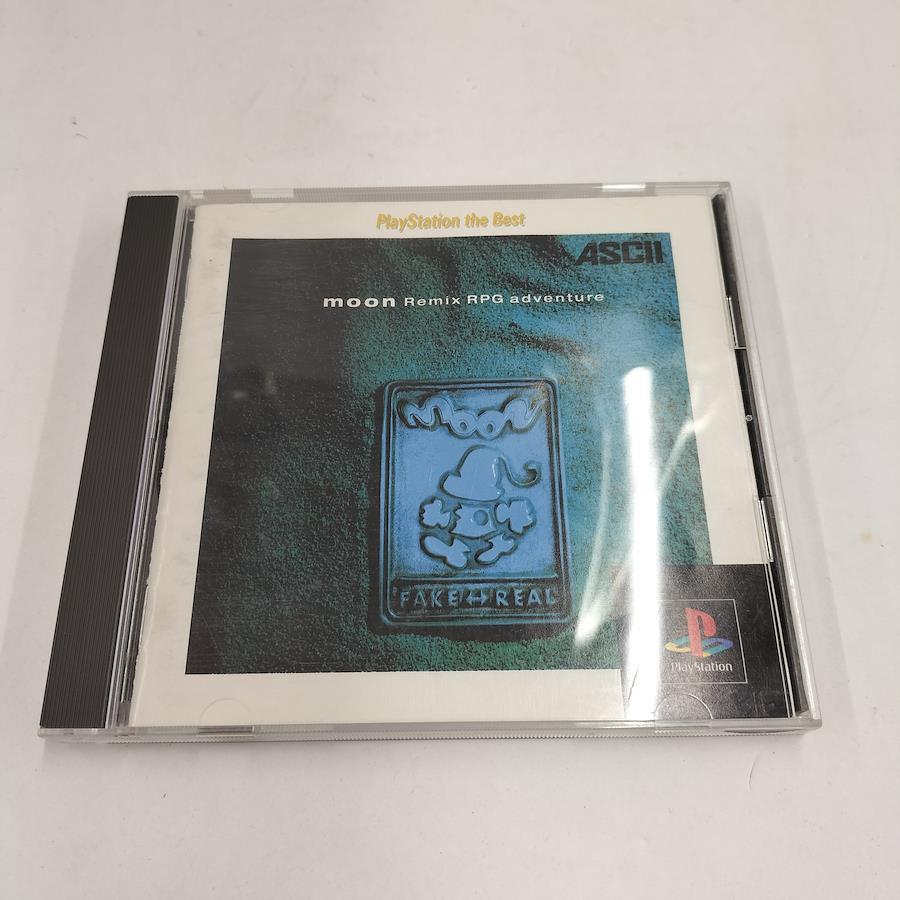 PlayStation the Best
ASCII
moon Remix RPG adventure
MOON
FAKE↔REAL
PlayStation